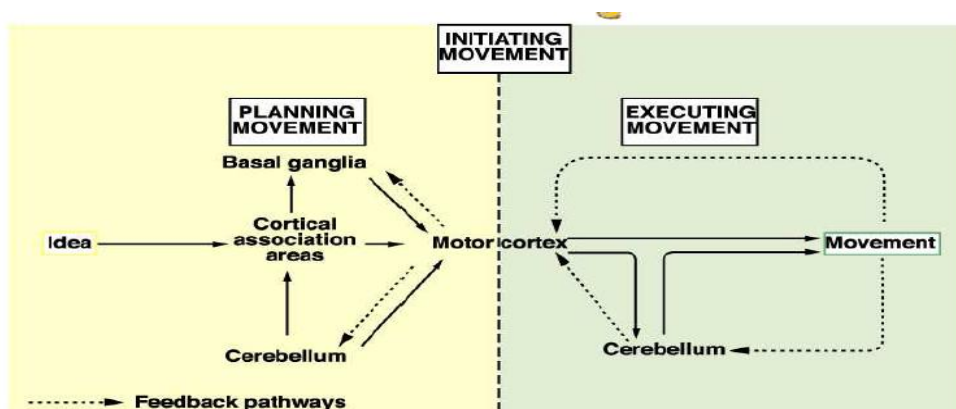 INITIATING
MOVEMENT
PLANNING
MOVEMENT
EXECUTING
MOVEMENT
Basal ganglia
Idea
Cortical
association
areas
Motor cortex
Movement
Cerebellum
Cerebellum
Feedback pathways